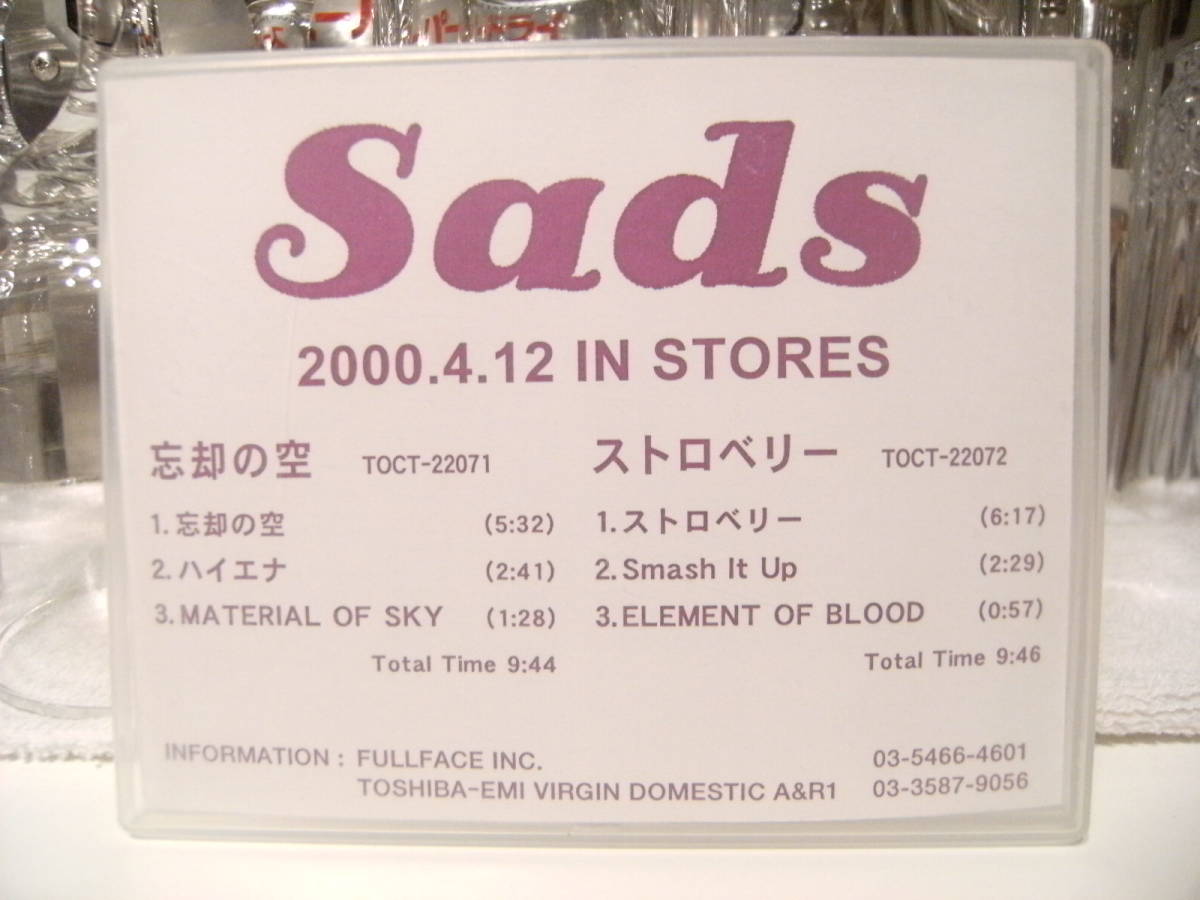 Sads
2000.4.12 IN STORES
忘却の空 TOCT-22071
1. 忘却の空 (5:32)
2. ハイエナ (2:41)
3. MATERIAL OF SKY (1:28)
Total Time 9:44
ストロベリー TOCT-22072
1. ストロベリー (6:17)
2. Smash It Up (2:29)
3. ELEMENT OF BLOOD (0:57)
Total Time 9:46
INFORMATION : FULLFACE INC. 03-5466-4601
TOSHIBA-EMI VIRGIN DOMESTIC A&R1 03-3587-9056